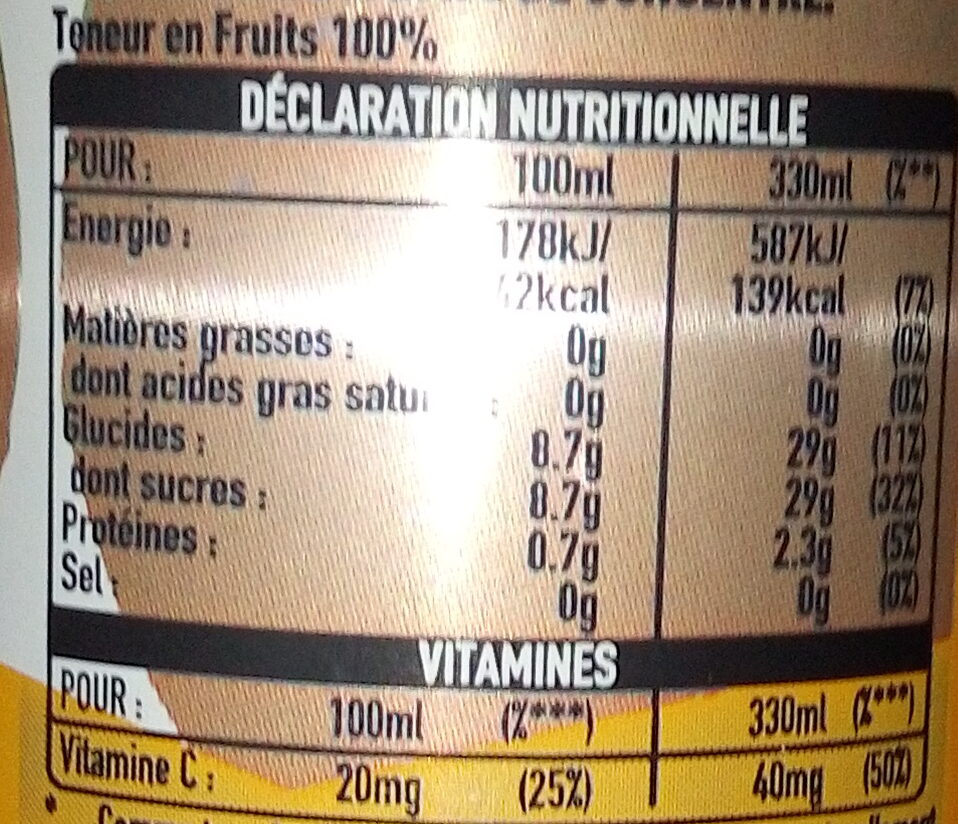 Teneur en Fruits 100%
DÉCLARATION NUTRITIONNELLE
POUR : 100ml 330ml (%**)
Energie : 178kJ/ 587kJ/
2kcal 139kcal (7%)
Matières grasses : 0g 0g (0%)
dont acides gras satu : 0g 0g (0%)
Glucides : 8.7g 29g (11%)
dont sucres : 8.7g 29g (32%)
Protéines : 0.7g 2.3g (5%)
Sel : 0g 0g (0%)
VITAMINES
POUR : 100ml (%***) 330ml (%***)
Vitamine C : 20mg (25%) 40mg (50%)
*